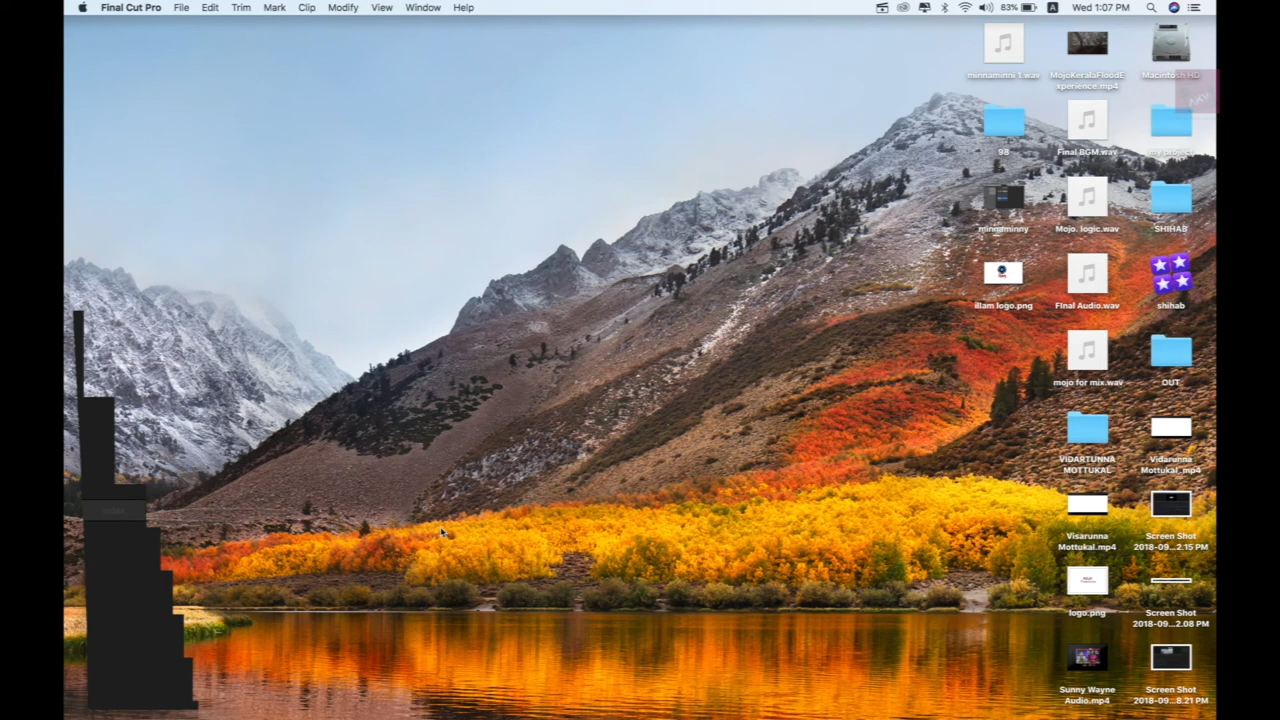 Final Cut Pro File Edit Trim Mark Clip Modify View Window Help
83% A Wed 1:07 PM
minnaminni 1.wav
MojoKeralaFloodE
xperience.mp4
Macintosh HD
98
Final BGM.wav
my project
minnaminny
Mojo. logic.wav
SHIHAB
illam logo.png
FInal Audio.wav
shihab
mojo for mix.wav
OUT
VIDARTUNNA
MOTTUKAL
Vidarunna
Mottukal .mp4
Visarunna
Mottukal.mp4
Screen Shot
2018-09...2.15 PM
logo.png
Screen Shot
2018-09...2.08 PM
Sunny Wayne
Audio.mp4
Screen Shot
2018-09...8.21 PM